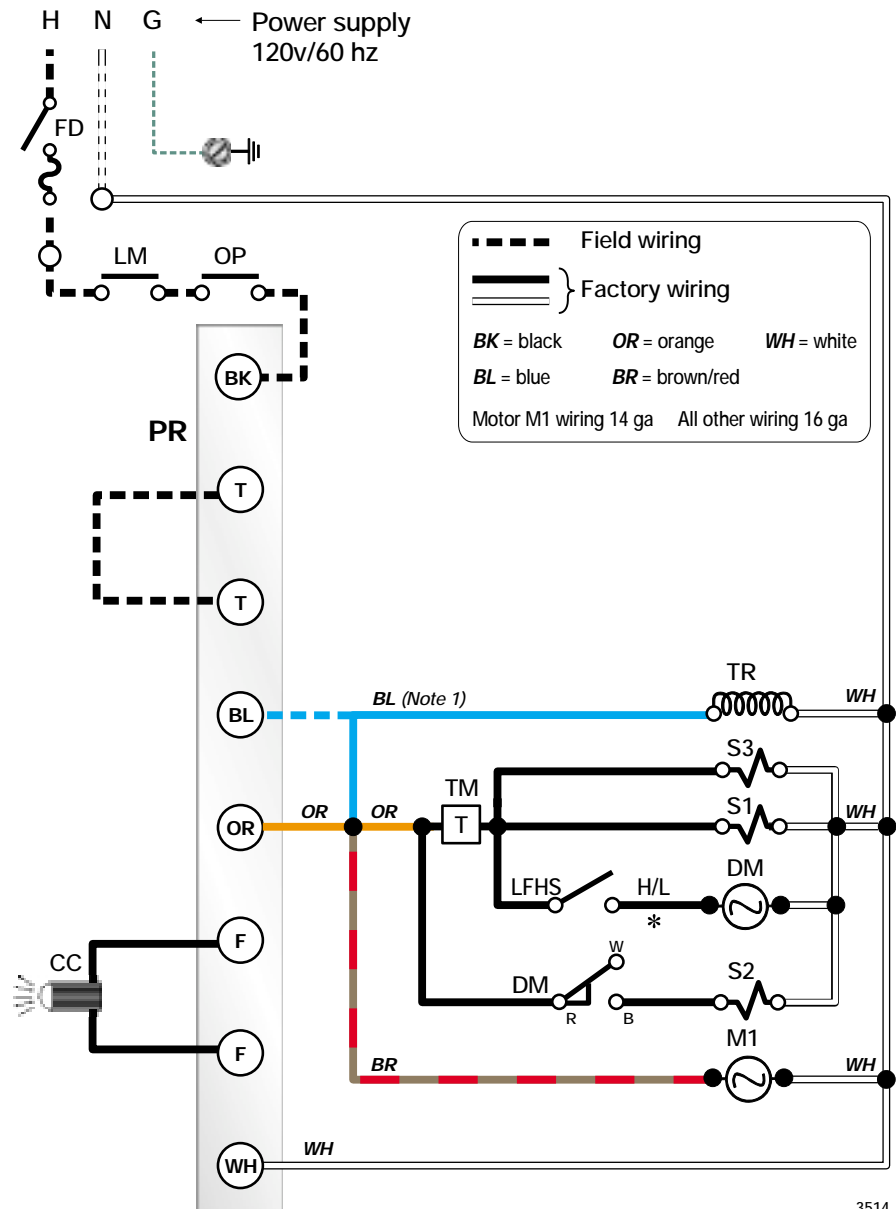 H N G Power supply
120v/60 hz
FD
LM OP
Field wiring
Factory wiring
BK = black OR = orange WH = white
BL = blue BR = brown/red
Motor M1 wiring 14 ga All other wiring 16 ga
BK
PR
T
T
BL
BL (Note 1)
TR
WH
S3
TM
T
S1
WH
OR
OR
OR
LFHS
H/L
*
DM
F
CC
DM
W
R
B
S2
F
BR
M1
WH
WH
WH
3514